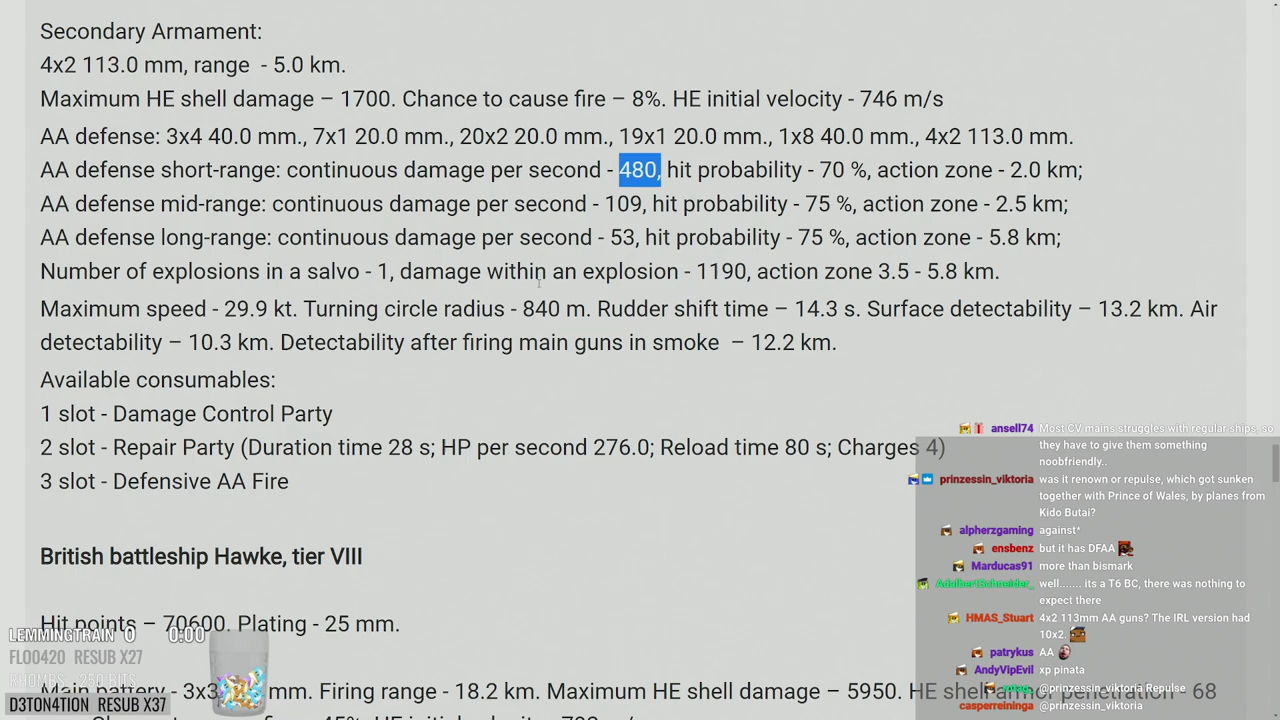 Secondary Armament:
4x2 113.0 mm, range  - 5.0 km.
Maximum HE shell damage – 1700. Chance to cause fire – 8%. HE initial velocity - 746 m/s
AA defense: 3x4 40.0 mm., 7x1 20.0 mm., 20x2 20.0 mm., 19x1 20.0 mm., 1x8 40.0 mm., 4x2 113.0 mm.
AA defense short-range: continuous damage per second - 480, hit probability - 70 %, action zone - 2.0 km;
AA defense mid-range: continuous damage per second - 109, hit probability - 75 %, action zone - 2.5 km;
AA defense long-range: continuous damage per second - 53, hit probability - 75 %, action zone - 5.8 km;
Number of explosions in a salvo - 1, damage within an explosion - 1190, action zone 3.5 - 5.8 km.
Maximum speed - 29.9 kt. Turning circle radius - 840 m. Rudder shift time – 14.3 s. Surface detectability – 13.2 km. Air
detectability – 10.3 km. Detectability after firing main guns in smoke  – 12.2 km.
Available consumables:
1 slot - Damage Control Party
2 slot - Repair Party (Duration time 28 s; HP per second 276.0; Reload time 80 s; Charges 4)
3 slot - Defensive AA Fire
British battleship Hawke, tier VIII
Hit points – 70600. Plating - 25 mm.
Main battery - 3x3 mm. Firing range - 18.2 km. Maximum HE shell damage – 5950. HE shell armor penetration - 68
ansell74 Most CV mains struggles with regular ships, so
they have to give them something
noobfriendly..
prinzessin_viktoria was it renown or repulse, which got sunken
together with Prince of Wales, by planes from
Kido Butai?
alpherzgaming against*
ensbenz but it has DFAA
Marducas91 more than bismark
AdalbertSchneider_ well....... its a T6 BC, there was nothing to
expect there
HMAS_Stuart 4x2 113mm AA guns? The IRL version had
10x2.
patrykus AA
AndyVipEvil xp pinata
@prinzessin_viktoria Repulse
casperreininga @prinzessin_viktoria
LEMMINGTRAIN 0 0:00
FLOO420 RESUB X27
RHOMBS - 250 BITS
D3TON4TION RESUB X37